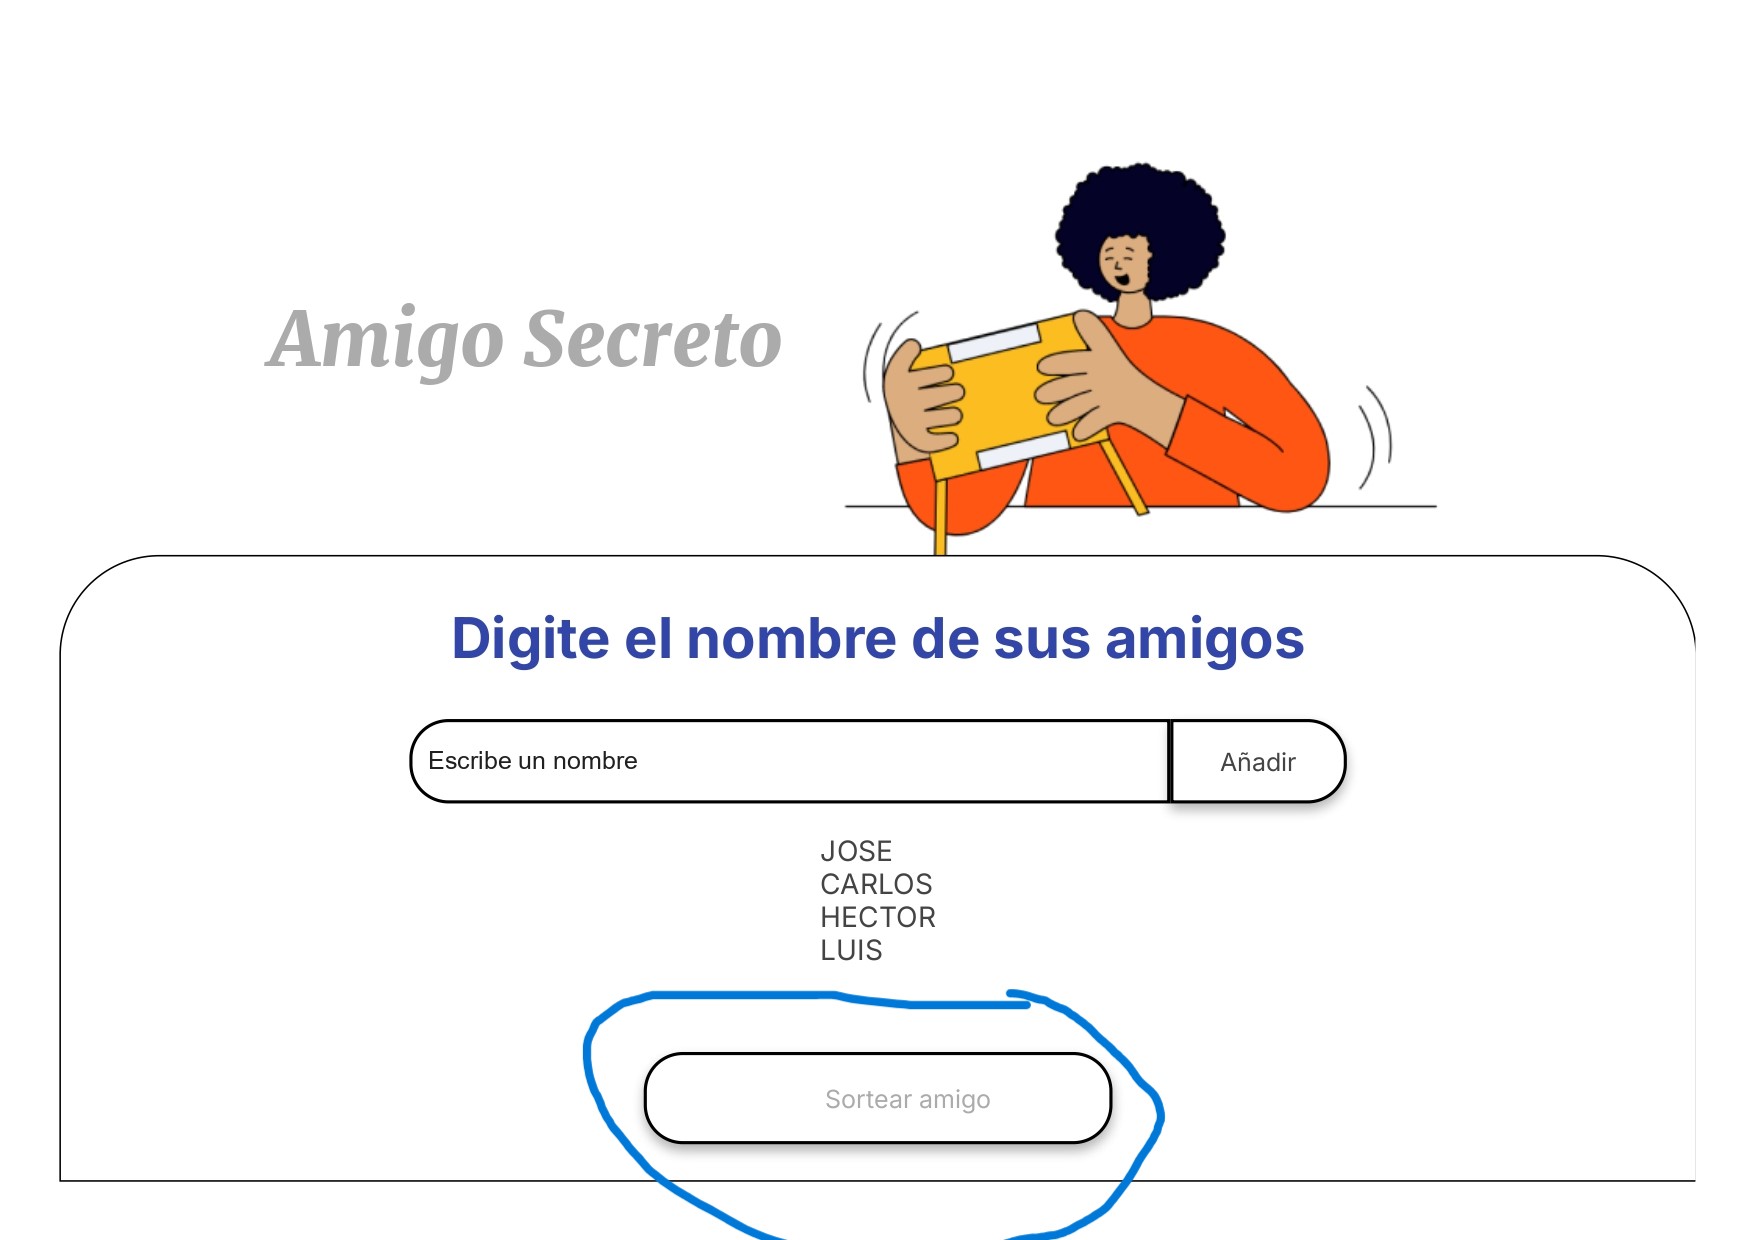 Amigo Secreto
Digite el nombre de sus amigos
Escribe un nombre
Añadir
JOSE
CARLOS
HECTOR
LUIS
Sortear amigo